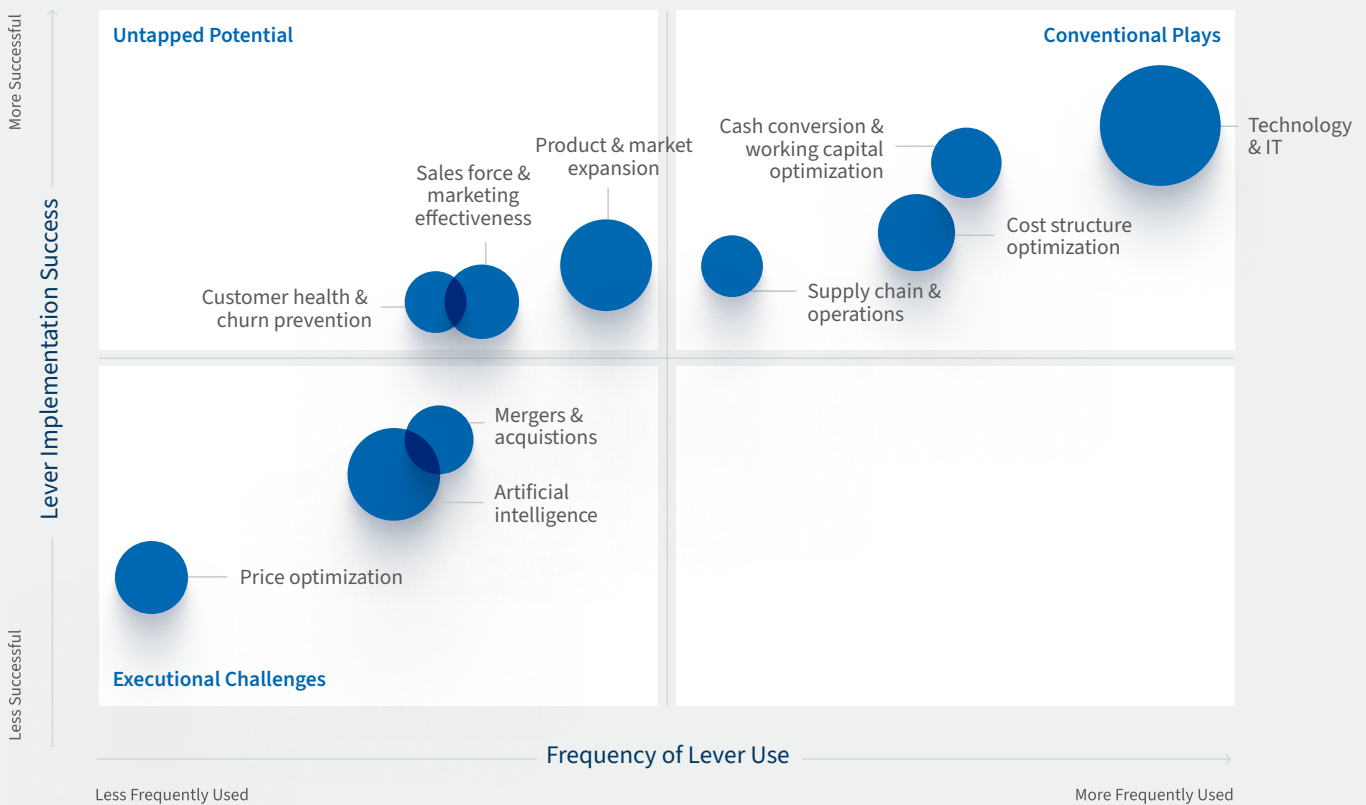 More Successful
Lever Implementation Success
Less Successful
Untapped Potential
Conventional Plays
Product & market
expansion
Sales force &
marketing
effectiveness
Customer health &
churn prevention
Cash conversion &
working capital
optimization
Technology
& IT
Cost structure
optimization
Supply chain &
operations
Mergers &
acquistions
Artificial
intelligence
Price optimization
Executional Challenges
Frequency of Lever Use
Less Frequently Used
More Frequently Used